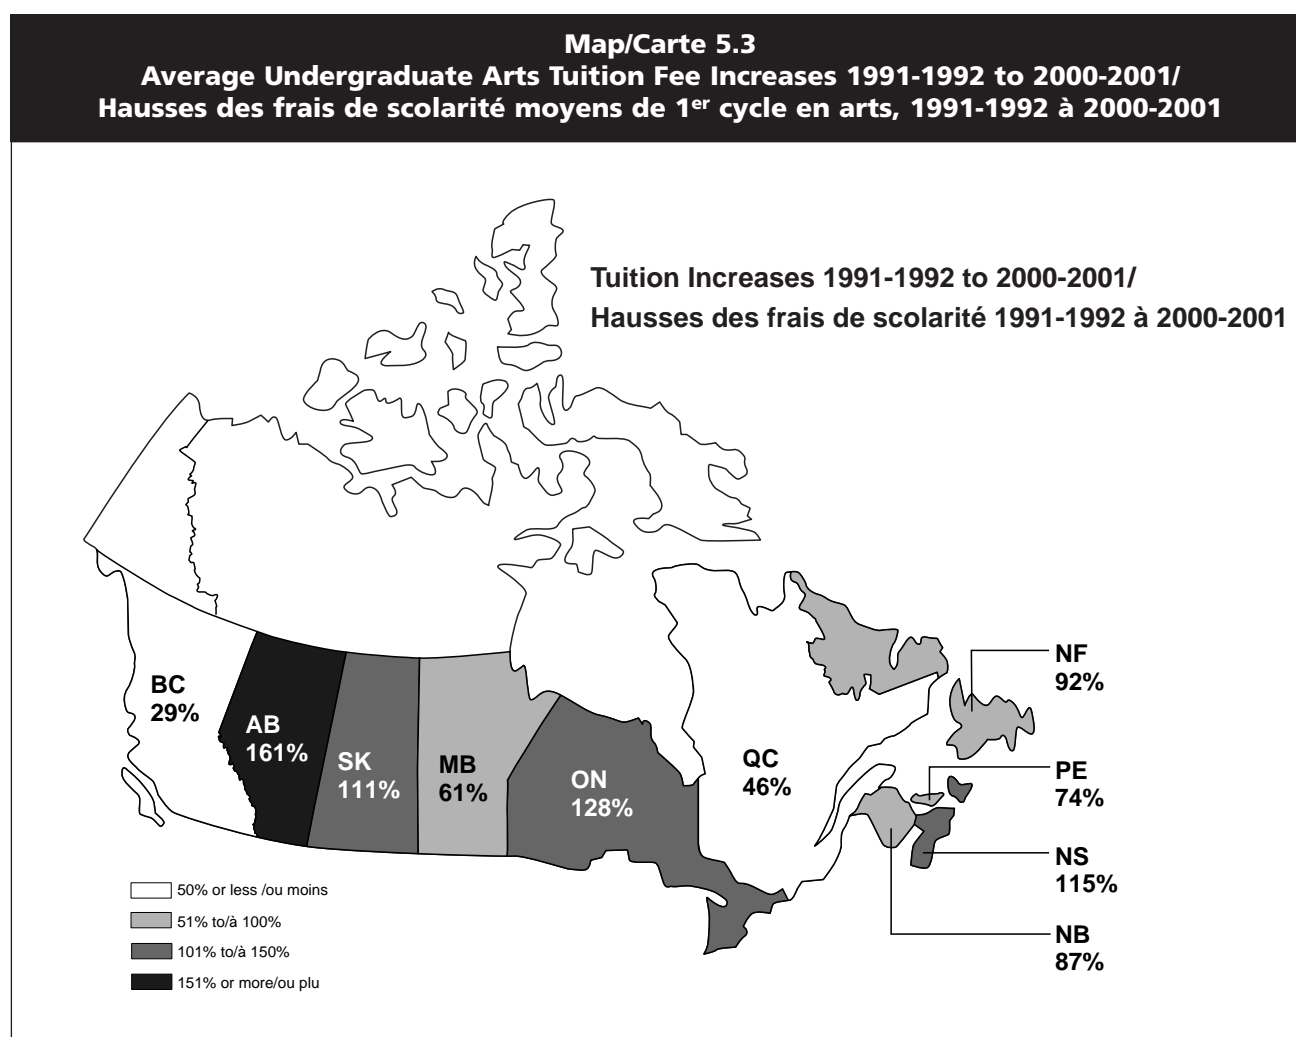 Map/Carte 5.3
Average Undergraduate Arts Tuition Fee Increases 1991-1992 to 2000-2001/
Hausses des frais de scolarité moyens de 1er cycle en arts, 1991-1992 à 2000-2001
Tuition Increases 1991-1992 to 2000-2001/
Hausses des frais de scolarité 1991-1992 à 2000-2001
BC
29%
AB
161%
SK
111%
MB
61%
ON
128%
QC
46%
NF
92%
PE
74%
NS
115%
NB
87%
50% or less /ou moins
51% to/à 100%
101% to/à 150%
151% or more/ou plu